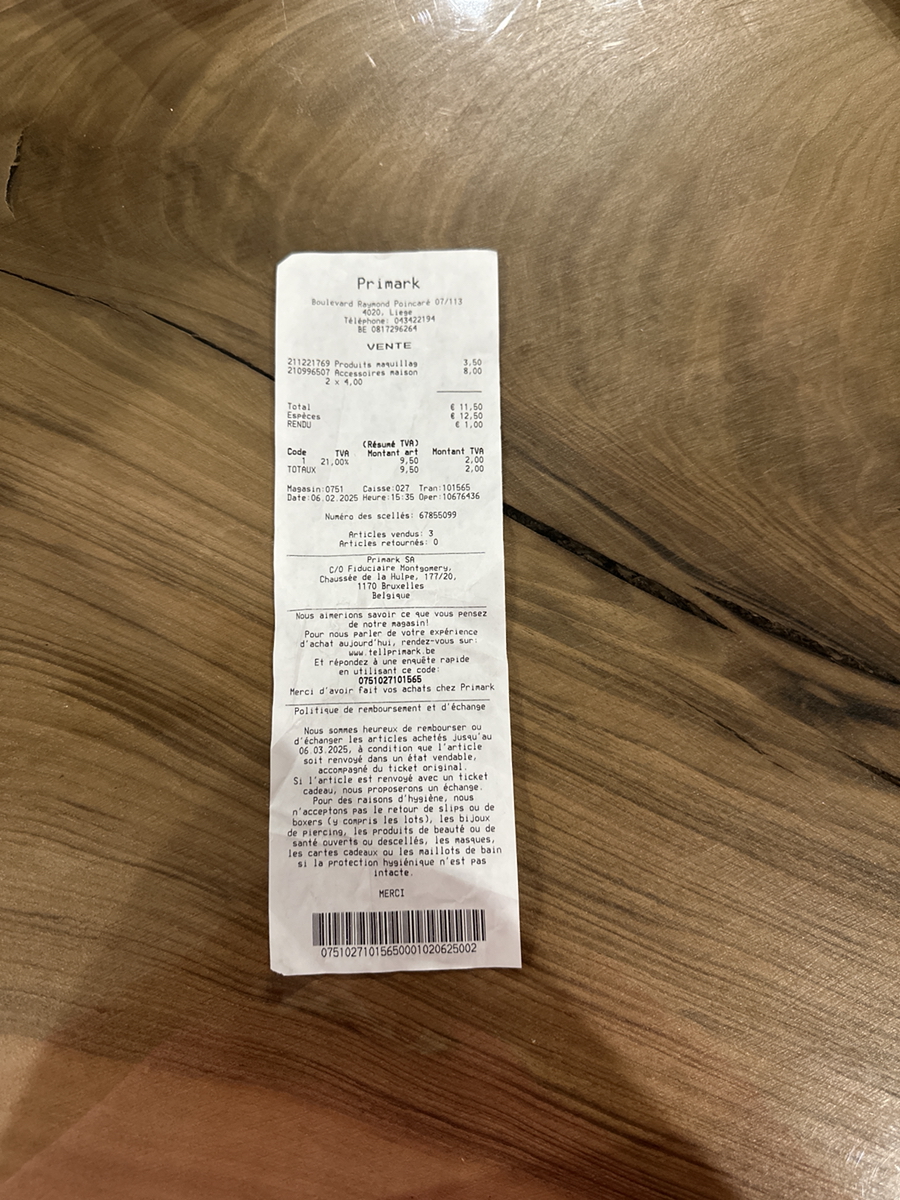 Primark
Boulevard Raymond Poincaré 07/113
4020, Liege
Téléphone: 043422194
BE 0817296264
VENTE
211221769 Produits maquillag 3,50
210996507 Accessoires maison 8,00
2 x 4,00
Total € 11,50
Espèces € 12,50
RENDU € 1,00
(Résumé TVA)
Code TVA Montant art Montant TVA
1 21,00% 9,50 2,00
TOTAUX 9,50 2,00
Magasin:0751 Caisse:027 Tran:101565
Date:06.02.2025 Heure:15:35 Oper:10676436
Numéro des scellés: 67855099
Articles vendus: 3
Articles retournés: 0
Primark SA
C/O Fiduciaire Montgomery,
Chaussée de la Hulpe, 177/20,
1170 Bruxelles
Belgique
Nous aimerions savoir ce que vous pensez
de notre magasin!
Pour nous parler de votre expérience
d'achat aujourd'hui, rendez-vous sur:
www.tellprimark.be
Et répondez à une enquête rapide
en utilisant ce code:
0751027101565
Merci d'avoir fait vos achats chez Primark
Politique de remboursement et d'échange
Nous sommes heureux de rembourser ou
d'échanger les articles achetés jusqu'au
06.03.2025, à condition que l'article
soit renvoyé dans un état vendable,
accompagné du ticket original.
Si l'article est renvoyé avec un ticket
cadeau, nous proposerons un échange.
Pour des raisons d'hygiène, nous
n'acceptons pas le retour de slips ou de
boxers (y compris les lots), les bijoux
de piercing, les produits de beauté ou de
santé ouverts ou descellés, les masques,
les cartes cadeaux ou les maillots de bain
si la protection hygiénique n'est pas
intacte.
MERCI
07510271015650001020625002